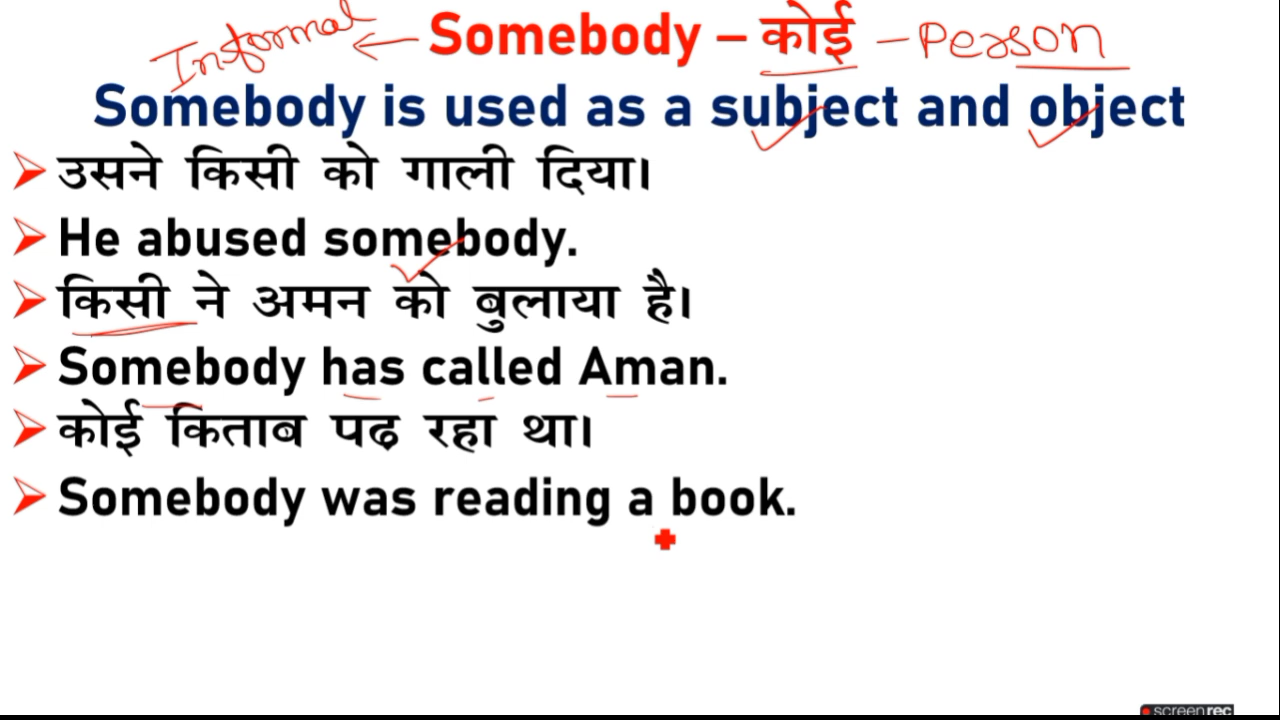 Informal ← Somebody – कोई – Person
Somebody is used as a subject and object
➢ उसने किसी को गाली दिया।
➢ He abused somebody.
➢ किसी ने अमन को बुलाया है।
➢ Somebody has called Aman.
➢ कोई किताब पढ रहा था।
➢ Somebody was reading a book.
screenrec